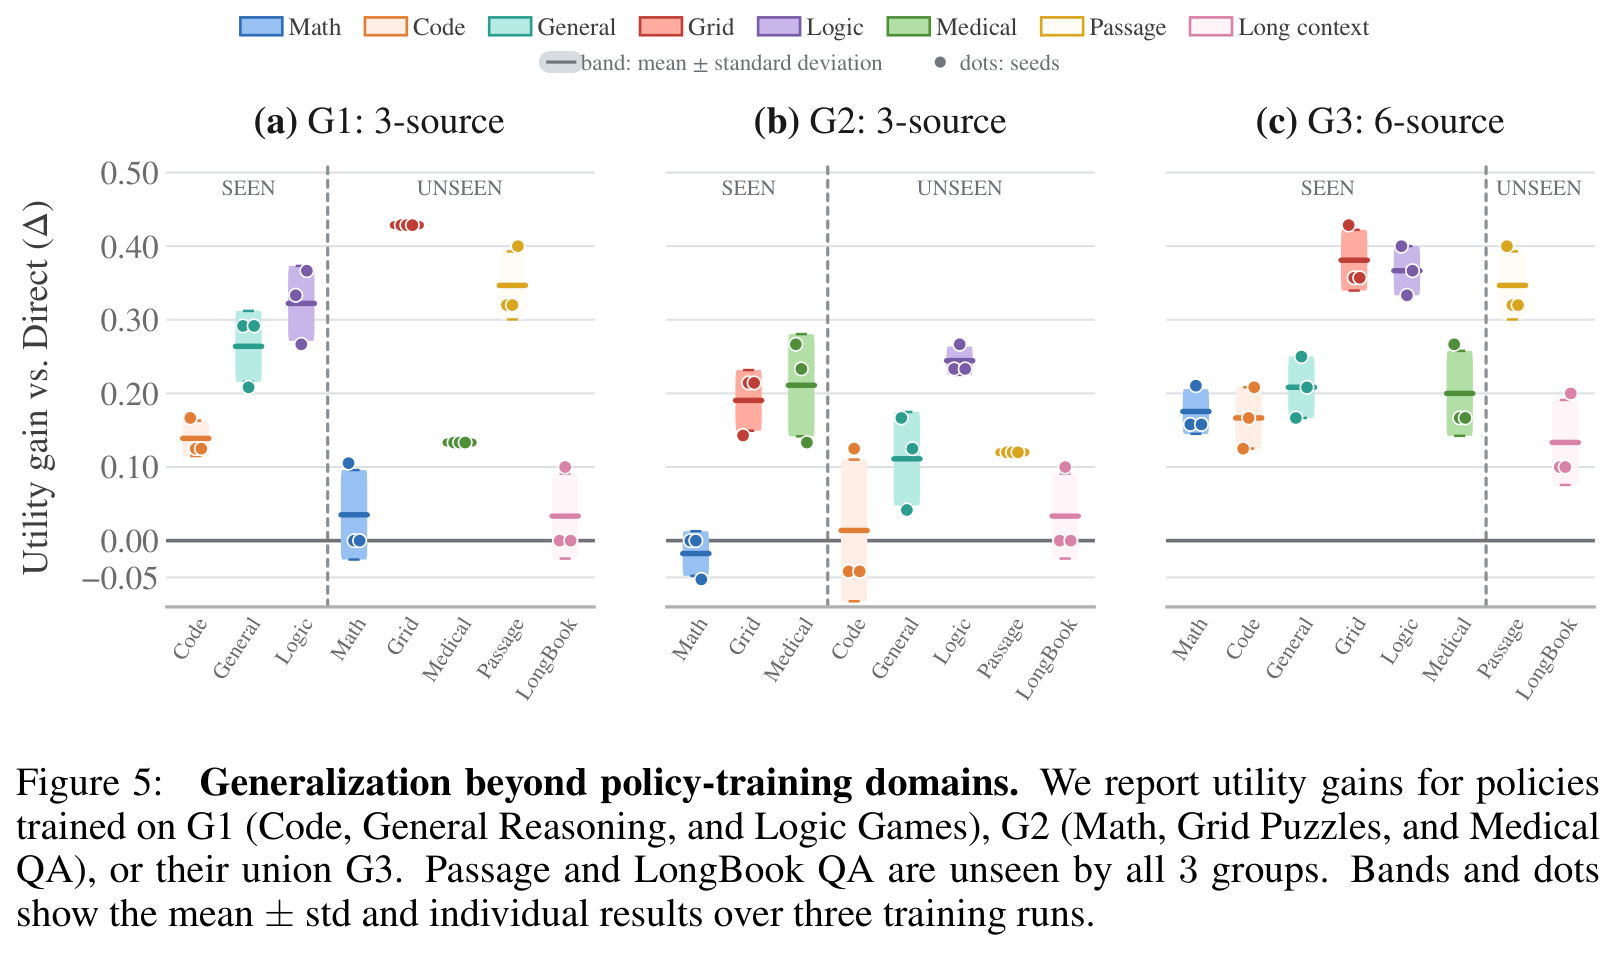 Math Code General Grid Logic Medical Passage Long context
band: mean ± standard deviation dots: seeds
(a) G1: 3-source (b) G2: 3-source (c) G3: 6-source
Utility gain vs. Direct (Δ)
0.50
0.40
0.30
0.20
0.10
0.00
−0.05
SEEN UNSEEN SEEN UNSEEN SEEN UNSEEN
Code General Logic Math Grid Medical Passage LongBook
Math Grid Medical Code General Logic Passage LongBook
Math Code General Grid Logic Medical Passage LongBook
Figure 5: Generalization beyond policy-training domains. We report utility gains for policies
trained on G1 (Code, General Reasoning, and Logic Games), G2 (Math, Grid Puzzles, and Medical
QA), or their union G3. Passage and LongBook QA are unseen by all 3 groups. Bands and dots
show the mean ± std and individual results over three training runs.